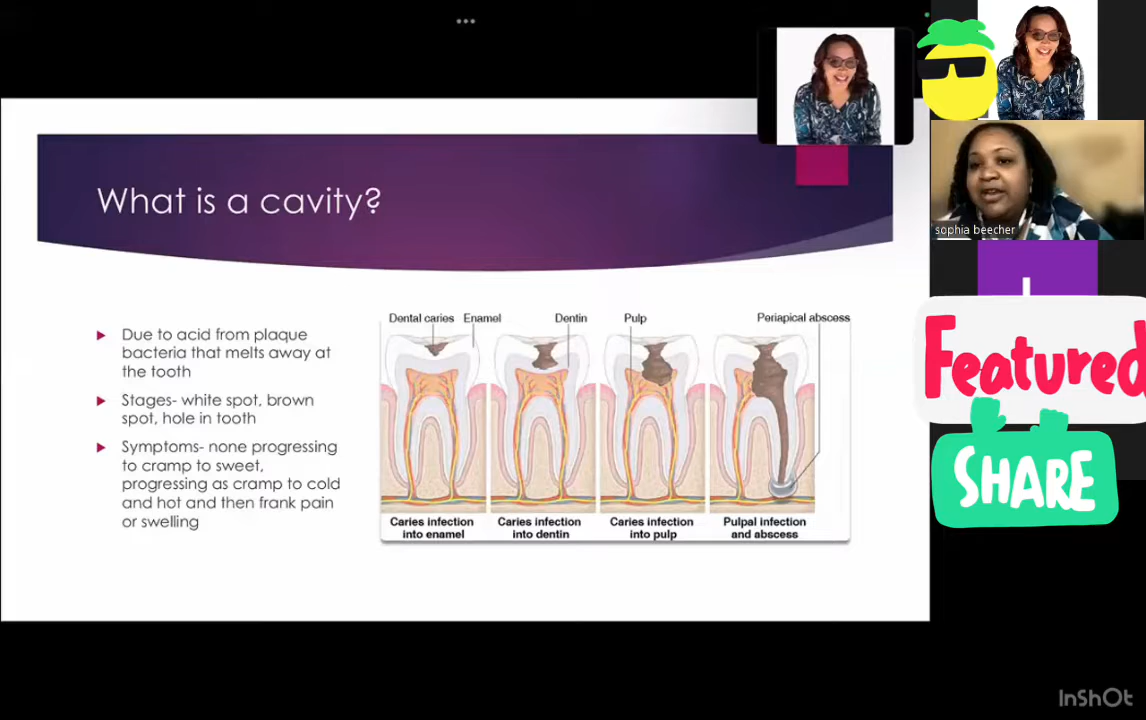 What is a cavity?
Due to acid from plaque
bacteria that melts away at
the tooth
Stages- white spot, brown
spot, hole in tooth
Symptoms- none progressing
to cramp to sweet,
progressing as cramp to cold
and hot and then frank pain
or swelling
Dental caries Enamel Dentin Pulp Periapical abscess
Caries infection
into enamel
Caries infection
into dentin
Caries infection
into pulp
Pulpal infection
and abscess
sophia beecher
Featured
SHARE
InShOt